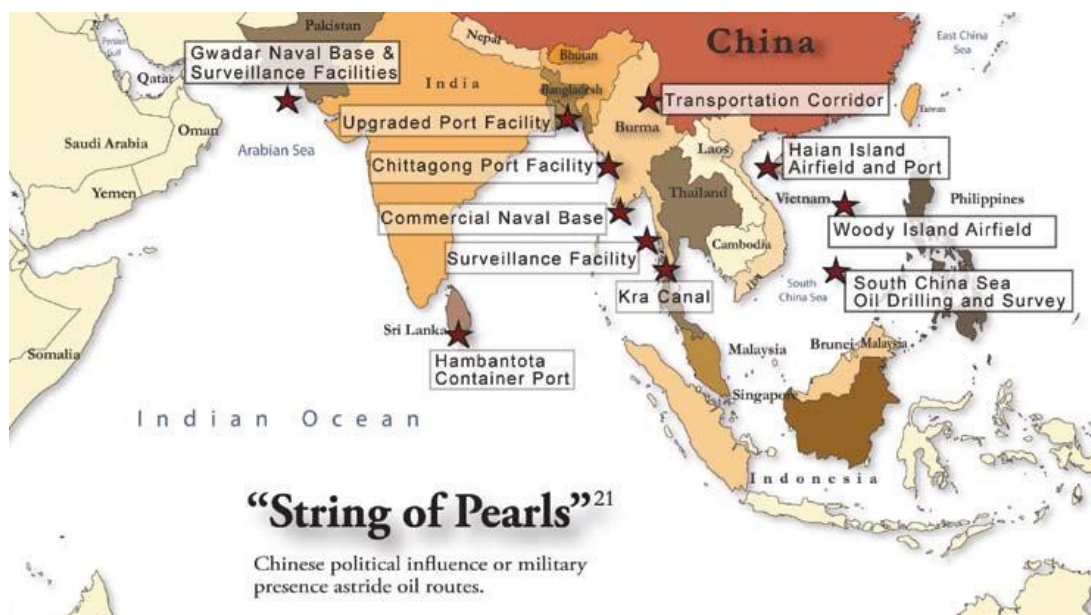 Pakistan
Nepal
China
East China
Sea
Persian
Gulf
Gwadar Naval Base &
Surveillance Facilities
Bhutan
Qatar
India
Bangladesh
Transportation Corridor
Taiwan
Oman
Upgraded Port Facility
Burma
Saudi Arabia
Arabian Sea
Laos
Haian Island
Airfield and Port
Chittagong Port Facility
Thailand
Yemen
Vietnam
Philippines
Commercial Naval Base
Woody Island Airfield
Cambodia
Surveillance Facility
South
China Sea
South China Sea
Oil Drilling and Survey
Kra Canal
Sri Lanka
Somalia
Hambantota
Container Port
Malaysia
Brunei
Malaysia
Singapore
Indian Ocean
Indonesia
“String of Pearls”21
Chinese political influence or military
presence astride oil routes.